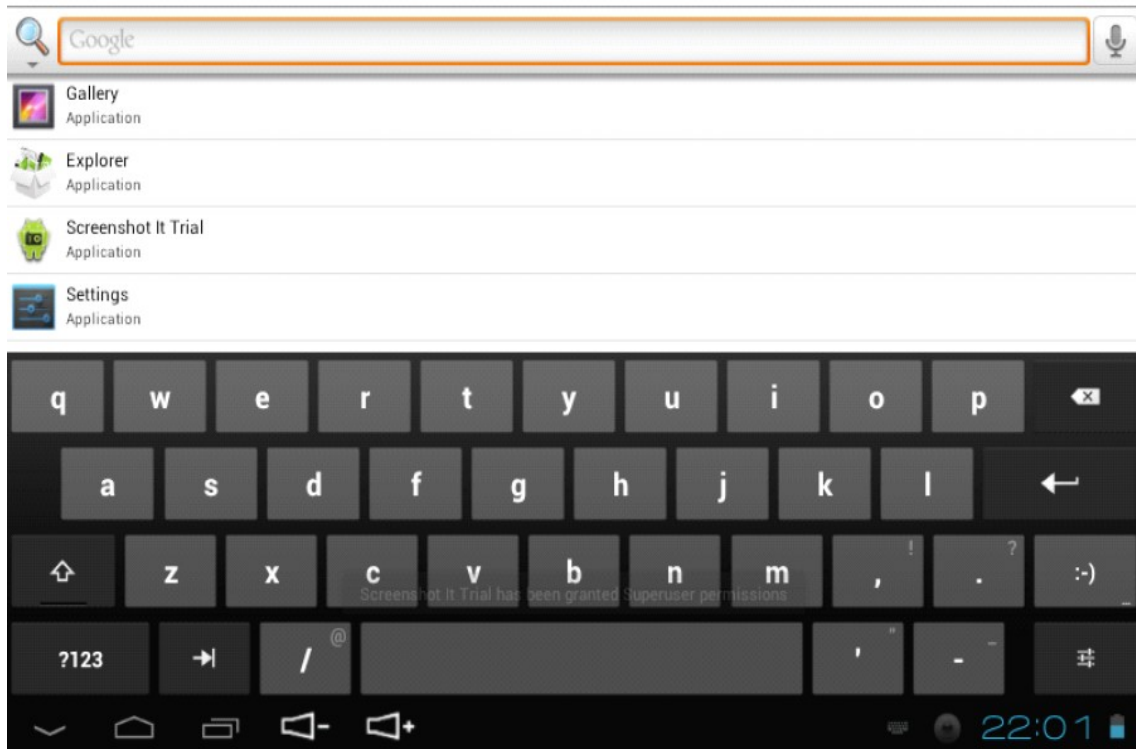 Google
Gallery
Application
Explorer
Application
Screenshot It Trial
Application
Settings
Application
q w e r t y u i o p
a s d f g h j k l
z x c v b n m , ! . ? :-)
Screenshot It Trial has been granted Superuser permissions
?123 / @ ' " - _
22:01